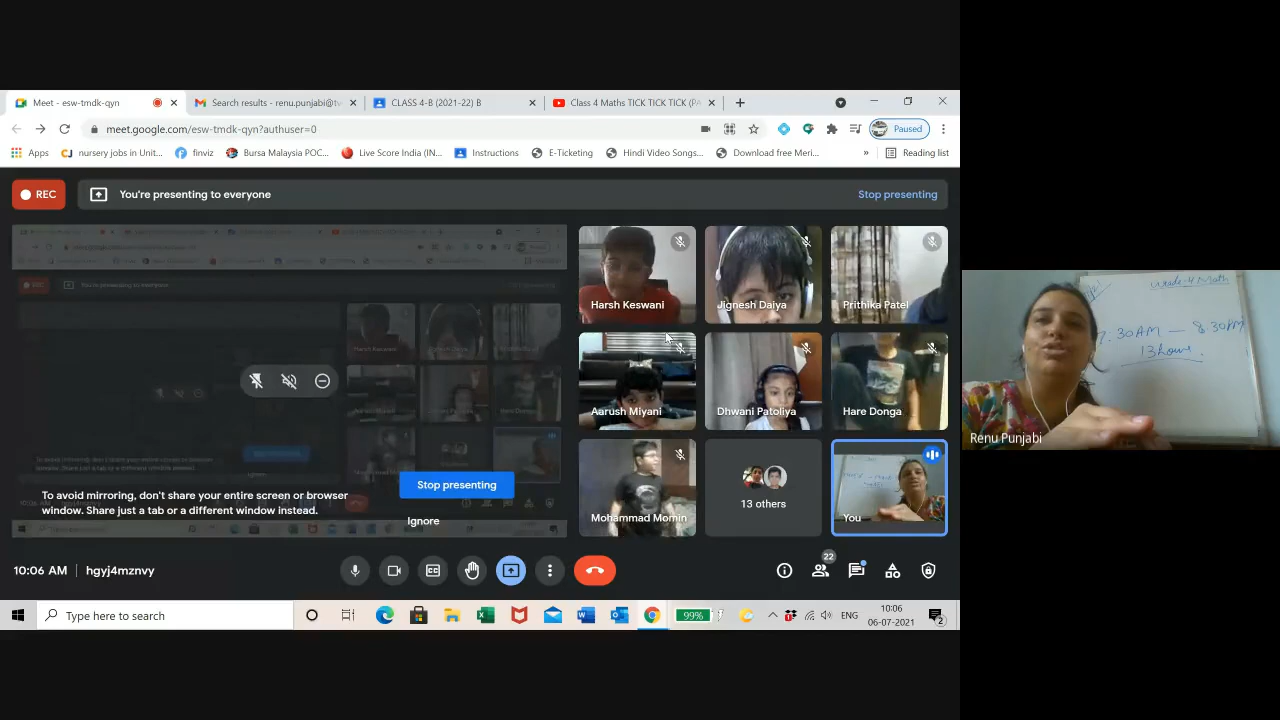 Meet - esw-tmdk-qyn
Search results - renu.punjabi@tv
CLASS 4-B (2021-22) B
Class 4 Maths TICK TICK TICK (PA
meet.google.com/esw-tmdk-qyn?authuser=0
Paused
Apps
nursery jobs in Unit...
finviz
Bursa Malaysia POC...
Live Score India (IN...
Instructions
E-Ticketing
Hindi Video Songs...
Download free Meri...
»
Reading list
REC
You're presenting to everyone
Stop presenting
Harsh Keswani
Jignesh Daiya
Prithika Patel
Aarush Miyani
Dhwani Patoliya
Hare Donga
Mohammad Momin
13 others
You
To avoid mirroring, don't share your entire screen or browser
window. Share just a tab or a different window instead.
Stop presenting
Ignore
10:06 AM
hgyj4mznvy
22
Type here to search
99%
ENG
10:06
06-07-2021
2
Grade-4 Math
7:30AM — 8:30PM
13 hours.
Renu Punjabi